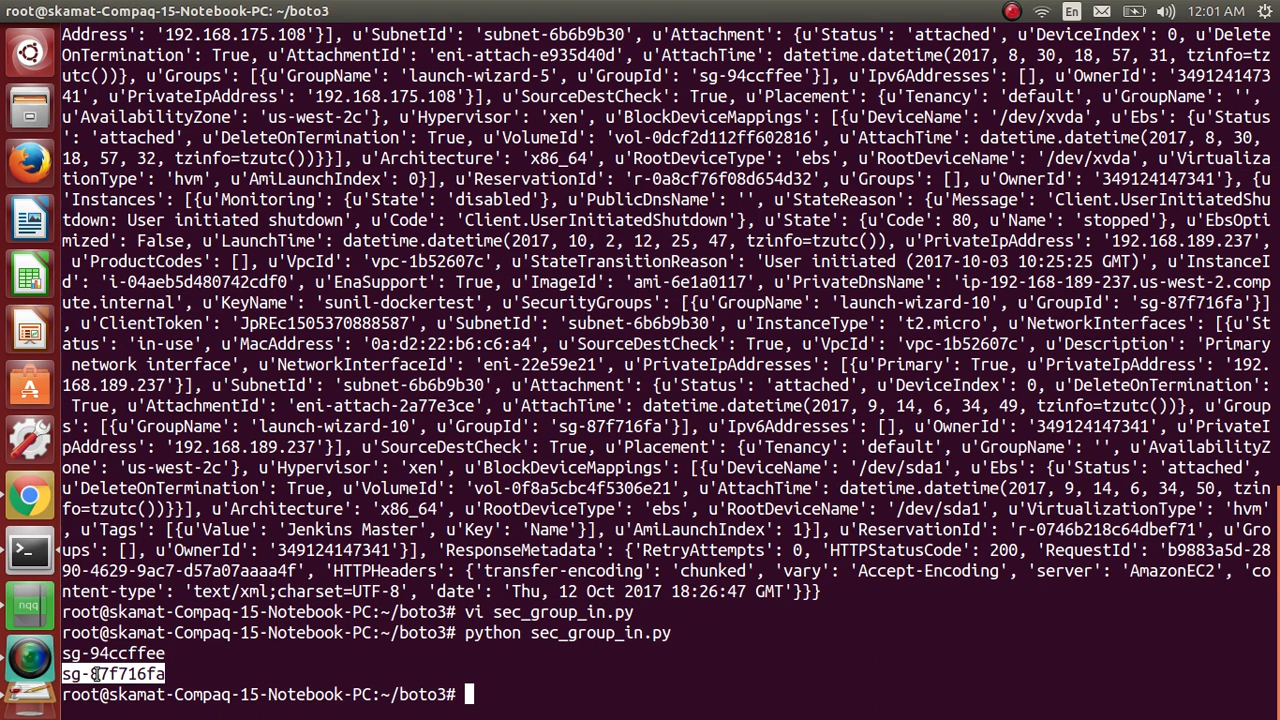 root@skamat-Compaq-15-Notebook-PC: ~/boto3
En
12:01 AM
Address': '192.168.175.108'}], u'SubnetId': 'subnet-6b6b9b30', u'Attachment': {u'Status': 'attached', u'DeviceIndex': 0, u'Delete
OnTermination': True, u'AttachmentId': 'eni-attach-e935d40d', u'AttachTime': datetime.datetime(2017, 8, 30, 18, 57, 31, tzinfo=tz
utc())}, u'Groups': [{u'GroupName': 'launch-wizard-5', u'GroupId': 'sg-94ccffee'}], u'Ipv6Addresses': [], u'OwnerId': '3491241473
41', u'PrivateIpAddress': '192.168.175.108'}], u'SourceDestCheck': True, u'Placement': {u'Tenancy': 'default', u'GroupName': '',
u'AvailabilityZone': 'us-west-2c'}, u'Hypervisor': 'xen', u'BlockDeviceMappings': [{u'DeviceName': '/dev/xvda', u'Ebs': {u'Status
': 'attached', u'DeleteOnTermination': True, u'VolumeId': 'vol-0dcf2d112ff602816', u'AttachTime': datetime.datetime(2017, 8, 30,
18, 57, 32, tzinfo=tzutc())}}], u'Architecture': 'x86_64', u'RootDeviceType': 'ebs', u'RootDeviceName': '/dev/xvda', u'Virtualiza
tionType': 'hvm', u'AmiLaunchIndex': 0}], u'ReservationId': 'r-0a8cf76f08d654d32', u'Groups': [], u'OwnerId': '349124147341'}, {u
'Instances': [{u'Monitoring': {u'State': 'disabled'}, u'PublicDnsName': '', u'StateReason': {u'Message': 'Client.UserInitiatedShu
tdown: User initiated shutdown', u'Code': 'Client.UserInitiatedShutdown'}, u'State': {u'Code': 80, u'Name': 'stopped'}, u'EbsOpti
mized': False, u'LaunchTime': datetime.datetime(2017, 10, 2, 12, 25, 47, tzinfo=tzutc()), u'PrivateIpAddress': '192.168.189.237',
 u'ProductCodes': [], u'VpcId': 'vpc-1b52607c', u'StateTransitionReason': 'User initiated (2017-10-03 10:25:25 GMT)', u'InstanceI
d': 'i-04aeb5d480742cdf0', u'EnaSupport': True, u'ImageId': 'ami-6e1a0117', u'PrivateDnsName': 'ip-192-168-189-237.us-west-2.comp
ute.internal', u'KeyName': 'sunil-dockertest', u'SecurityGroups': [{u'GroupName': 'launch-wizard-10', u'GroupId': 'sg-87f716fa'}]
, u'ClientToken': 'JpREc1505370888587', u'SubnetId': 'subnet-6b6b9b30', u'InstanceType': 't2.micro', u'NetworkInterfaces': [{u'St
atus': 'in-use', u'MacAddress': '0a:d2:22:b6:c6:a4', u'SourceDestCheck': True, u'VpcId': 'vpc-1b52607c', u'Description': 'Primary
 network interface', u'NetworkInterfaceId': 'eni-22e59e21', u'PrivateIpAddresses': [{u'Primary': True, u'PrivateIpAddress': '192.
168.189.237'}], u'SubnetId': 'subnet-6b6b9b30', u'Attachment': {u'Status': 'attached', u'DeviceIndex': 0, u'DeleteOnTermination':
 True, u'AttachmentId': 'eni-attach-2a77e3ce', u'AttachTime': datetime.datetime(2017, 9, 14, 6, 34, 49, tzinfo=tzutc())}, u'Group
s': [{u'GroupName': 'launch-wizard-10', u'GroupId': 'sg-87f716fa'}], u'Ipv6Addresses': [], u'OwnerId': '349124147341', u'PrivateI
pAddress': '192.168.189.237'}], u'SourceDestCheck': True, u'Placement': {u'Tenancy': 'default', u'GroupName': '', u'AvailabilityZ
one': 'us-west-2c'}, u'Hypervisor': 'xen', u'BlockDeviceMappings': [{u'DeviceName': '/dev/sda1', u'Ebs': {u'Status': 'attached',
u'DeleteOnTermination': True, u'VolumeId': 'vol-0f8a5cbc4f5306e21', u'AttachTime': datetime.datetime(2017, 9, 14, 6, 34, 50, tzin
fo=tzutc())}}], u'Architecture': 'x86_64', u'RootDeviceType': 'ebs', u'RootDeviceName': '/dev/sda1', u'VirtualizationType': 'hvm'
, u'Tags': [{u'Value': 'Jenkins Master', u'Key': 'Name'}], u'AmiLaunchIndex': 1}], u'ReservationId': 'r-0746b218c64dbef71', u'Gro
ups': [], u'OwnerId': '349124147341'}], 'ResponseMetadata': {'RetryAttempts': 0, 'HTTPStatusCode': 200, 'RequestId': 'b9883a5d-28
90-4629-9ac7-d57a07aaaa4f', 'HTTPHeaders': {'transfer-encoding': 'chunked', 'vary': 'Accept-Encoding', 'server': 'AmazonEC2', 'co
ntent-type': 'text/xml;charset=UTF-8', 'date': 'Thu, 12 Oct 2017 18:26:47 GMT'}}}
root@skamat-Compaq-15-Notebook-PC:~/boto3# vi sec_group_in.py
root@skamat-Compaq-15-Notebook-PC:~/boto3# python sec_group_in.py
sg-94ccffee
sg-87f716fa
root@skamat-Compaq-15-Notebook-PC:~/boto3#
nqq